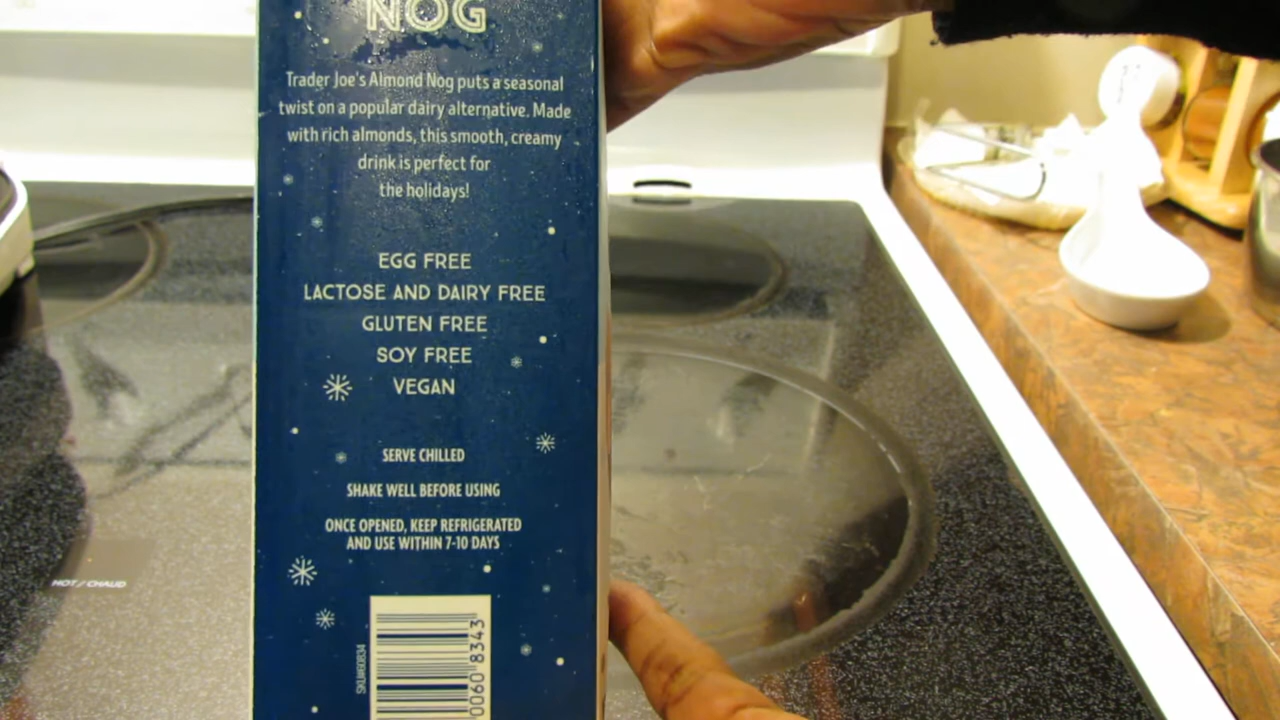 NOG
Trader Joe's Almond Nog puts a seasonal
twist on a popular dairy alternative. Made
with rich almonds, this smooth, creamy
drink is perfect for
the holidays!
EGG FREE
LACTOSE AND DAIRY FREE
GLUTEN FREE
SOY FREE
VEGAN
SERVE CHILLED
SHAKE WELL BEFORE USING
ONCE OPENED, KEEP REFRIGERATED
AND USE WITHIN 7-10 DAYS
HOT / CHAUD
SKU#60834
0060 8343